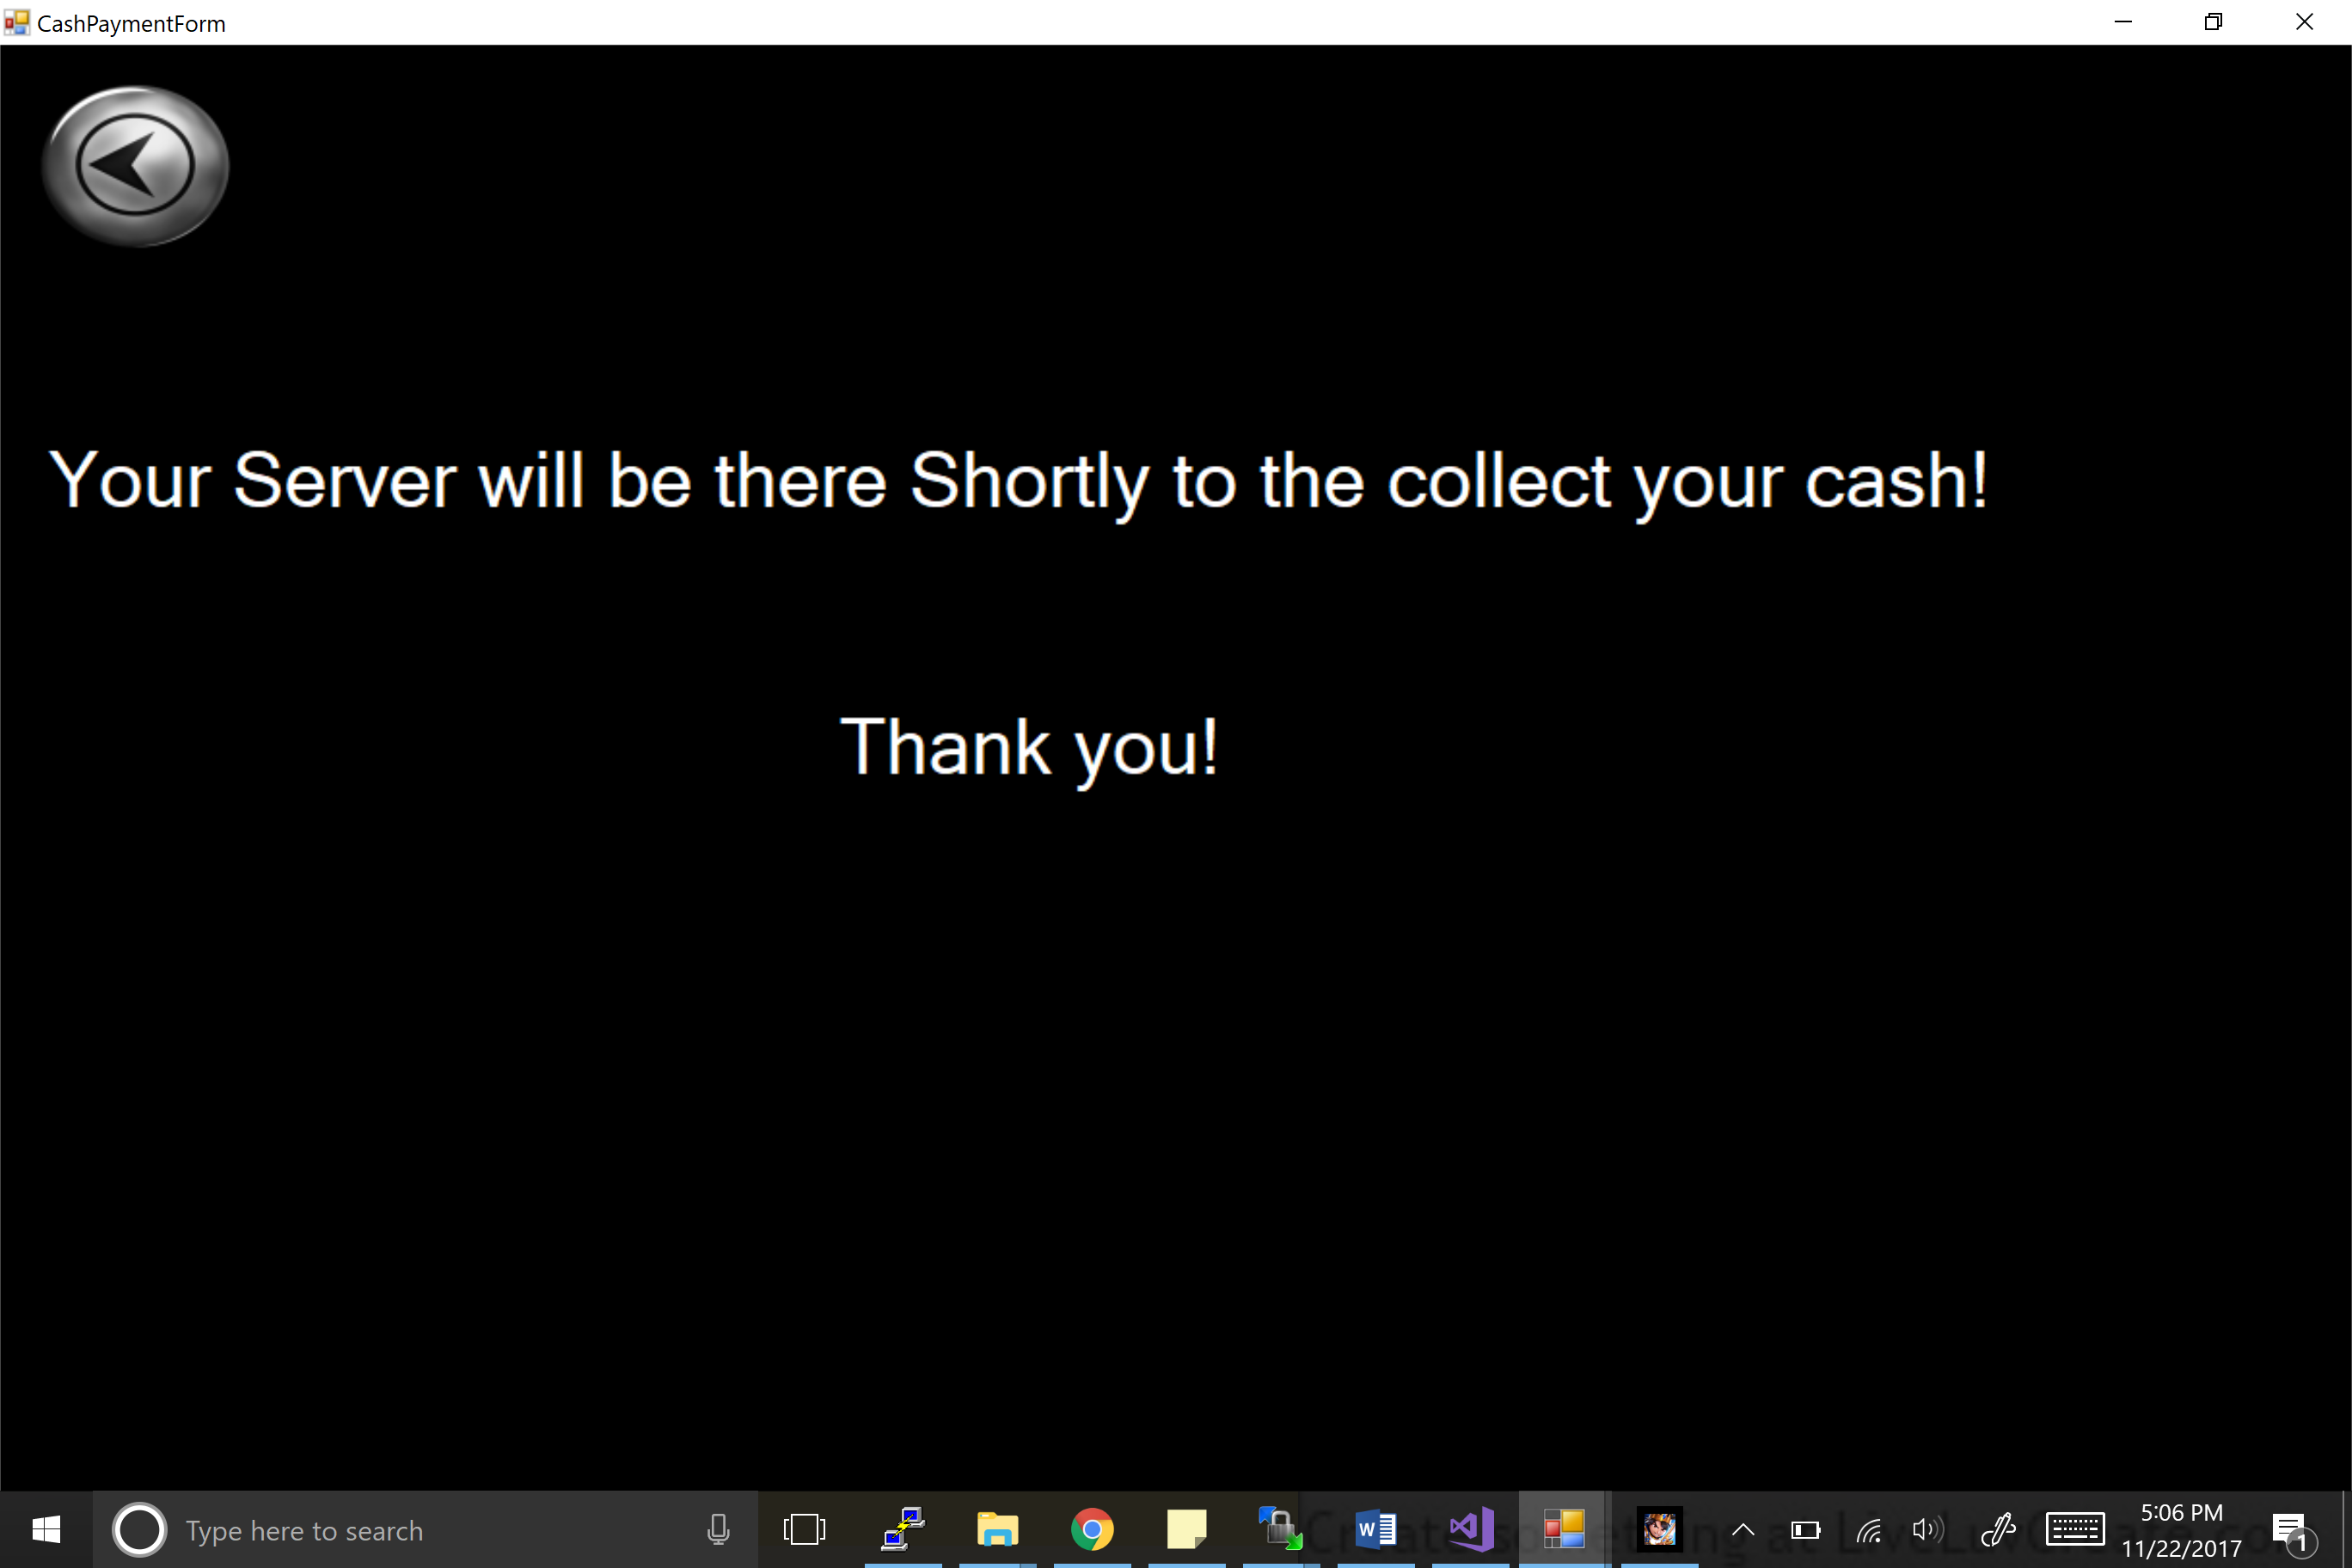 CashPaymentForm
Your Server will be there Shortly to the collect your cash!
Thank you!
Type here to search
5:06 PM
11/22/2017
1